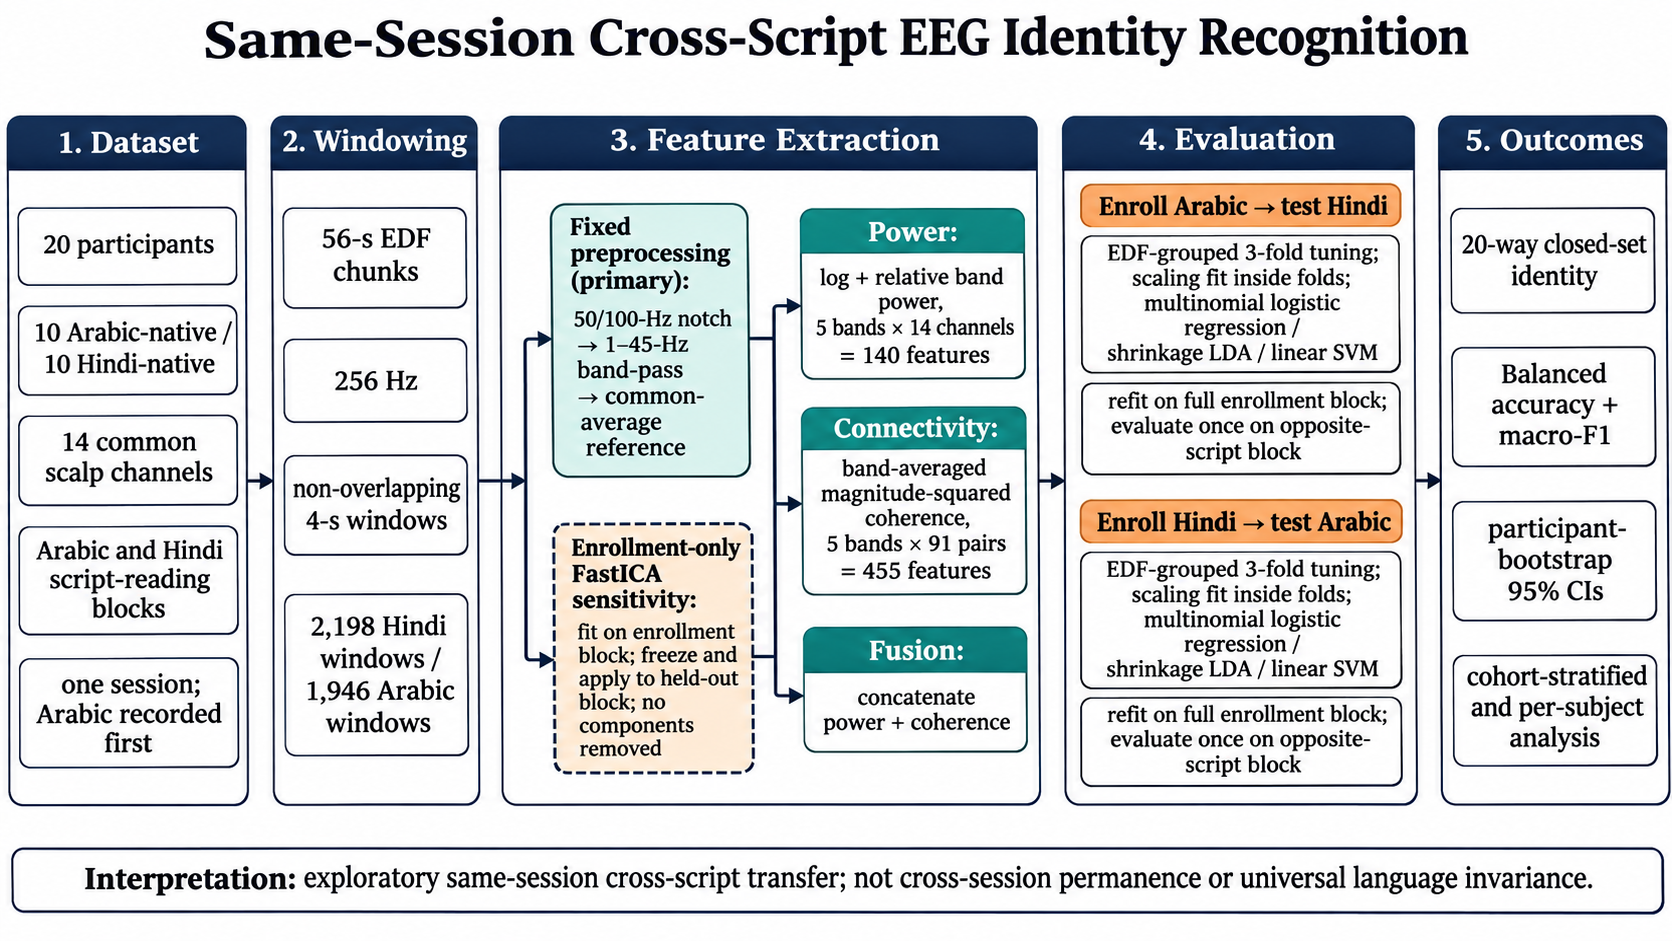 Same-Session Cross-Script EEG Identity Recognition
1. Dataset
20 participants
10 Arabic-native /
10 Hindi-native
14 common
scalp channels
Arabic and Hindi
script-reading
blocks
one session;
Arabic recorded
first
2. Windowing
56-s EDF
chunks
256 Hz
non-overlapping
4-s windows
2,198 Hindi
windows /
1,946 Arabic
windows
3. Feature Extraction
Fixed
preprocessing
(primary):
50/100-Hz notch
→ 1–45-Hz
band-pass
→ common-
average
reference
Enrollment-only
FastICA
sensitivity:
fit on enrollment
block; freeze and
apply to held-out
block; no
components
removed
Power:
log + relative band
power,
5 bands × 14 channels
= 140 features
Connectivity:
band-averaged
magnitude-squared
coherence,
5 bands × 91 pairs
= 455 features
Fusion:
concatenate
power + coherence
4. Evaluation
Enroll Arabic → test Hindi
EDF-grouped 3-fold tuning;
scaling fit inside folds;
multinomial logistic
regression /
shrinkage LDA / linear SVM
refit on full enrollment block;
evaluate once on opposite-
script block
Enroll Hindi → test Arabic
EDF-grouped 3-fold tuning;
scaling fit inside folds;
multinomial logistic
regression /
shrinkage LDA / linear SVM
refit on full enrollment block;
evaluate once on opposite-
script block
5. Outcomes
20-way closed-set
identity
Balanced
accuracy +
macro-F1
participant-
bootstrap
95% CIs
cohort-stratified
and per-subject
analysis
Interpretation: exploratory same-session cross-script transfer; not cross-session permanence or universal language invariance.